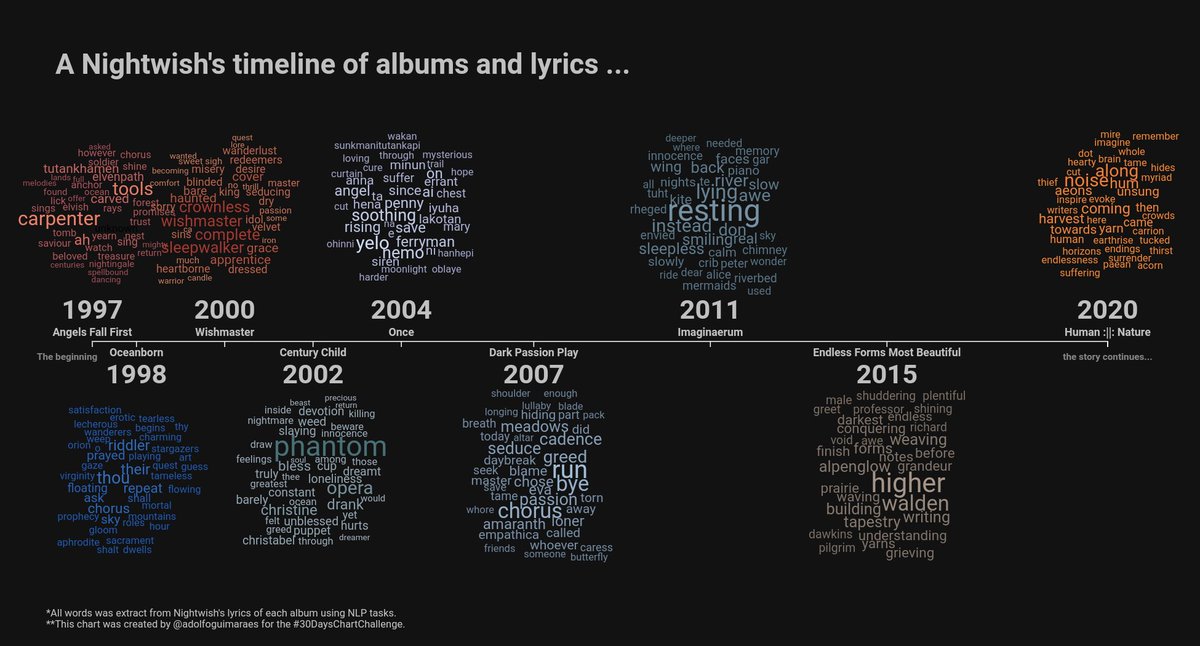 A Nightwish's timeline of albums and lyrics ...
asked
however chorus
soldier
tutankhamen shine
elvenpath
lands full
melodies anchor tools
found ocean carved
lick offer forest
sings elvish rays promises
carpenter trust
tomb yearn nest
ah sing
saviour watch mighty
return
beloved treasure
centuries nightingale
spellbound
dancing
quest
lore
wanted wanderlust
sweet sigh redeemers
becoming misery desire
comfort blinded cover
bare no thrill master
king seducing
haunted dry
sorry crownless passion
wishmaster idol some
sins velvet
complete
sleepwalker iron
grace
much apprentice
heartborne dressed
warrior candle
wakan
sunkmanitutankapi
loving through mysterious
cure minun trail
curtain suffer on hope
anna errant
angel ta since ai chest
cut hena penny iyuha
soothing lakotan
rising ha save mary
e
ohinni yelo ferryman
nemo ni hanhepi
siren
moonlight oblaye
harder
deeper needed
where
innocence memory
wing faces gar
back piano
all nights te river slow
tuht lying awe
kite
rheged resting
instead don
envied smiling real sky
sleepless calm chimney
slowly crib peter wonder
ride dear alice riverbed
mermaids
used
mire remember
imagine
dot whole
hearty brain tame
cut along hides
thief noise hum myriad
aeons unsung
inspire evoke
writers coming then
harvest here crowds
came
towards yarn carrion
human earthrise tucked
horizons endings thirst
endlessness surrender
paean acorn
suffering
1997 2000 2004 2011 2020
Angels Fall First Wishmaster Once Imaginaerum Human :||: Nature
The beginning Oceanborn Century Child Dark Passion Play Endless Forms Most Beautiful the story continues...
1998 2002 2007 2015
satisfaction
erotic tearless
lecherous begins thy
wanderers
weep charming
orion o riddler stargazers
prayed playing art
gaze their quest guess
virginity thou tameless
floating repeat flowing
ask shall
chorus mortal
prophecy sky mountains
roles hour
gloom
aphrodite sacrament
shalt dwells
precious
beast return
inside devotion killing
nightmare weed
slaying beware
innocence
draw phantom
feelings soul among those
bless cup dreamt
truly thee loneliness
greatest opera
constant would
barely ocean drank
christine yet
felt unblessed hurts
greed puppet
christabel through dreamer
shoulder enough
lullaby blade
longing hiding part pack
breath meadows did
today altar cadence
seduce
daybreak greed
seek blame run
master chose bye
save eva
tame passion torn
whore chorus away
amaranth loner
empathica called
whoever caress
friends someone butterfly
shuddering plentiful
male
greet professor shining
darkest endless
conquering richard
void awe weaving
finish forms before
notes
alpenglow grandeur
higher
prairie
waving walden
building writing
tapestry
dawkins understanding
pilgrim yarns
grieving
*All words was extract from Nightwish's lyrics of each album using NLP tasks.
**This chart was created by @adolfoguimaraes for the #30DaysChartChallenge.